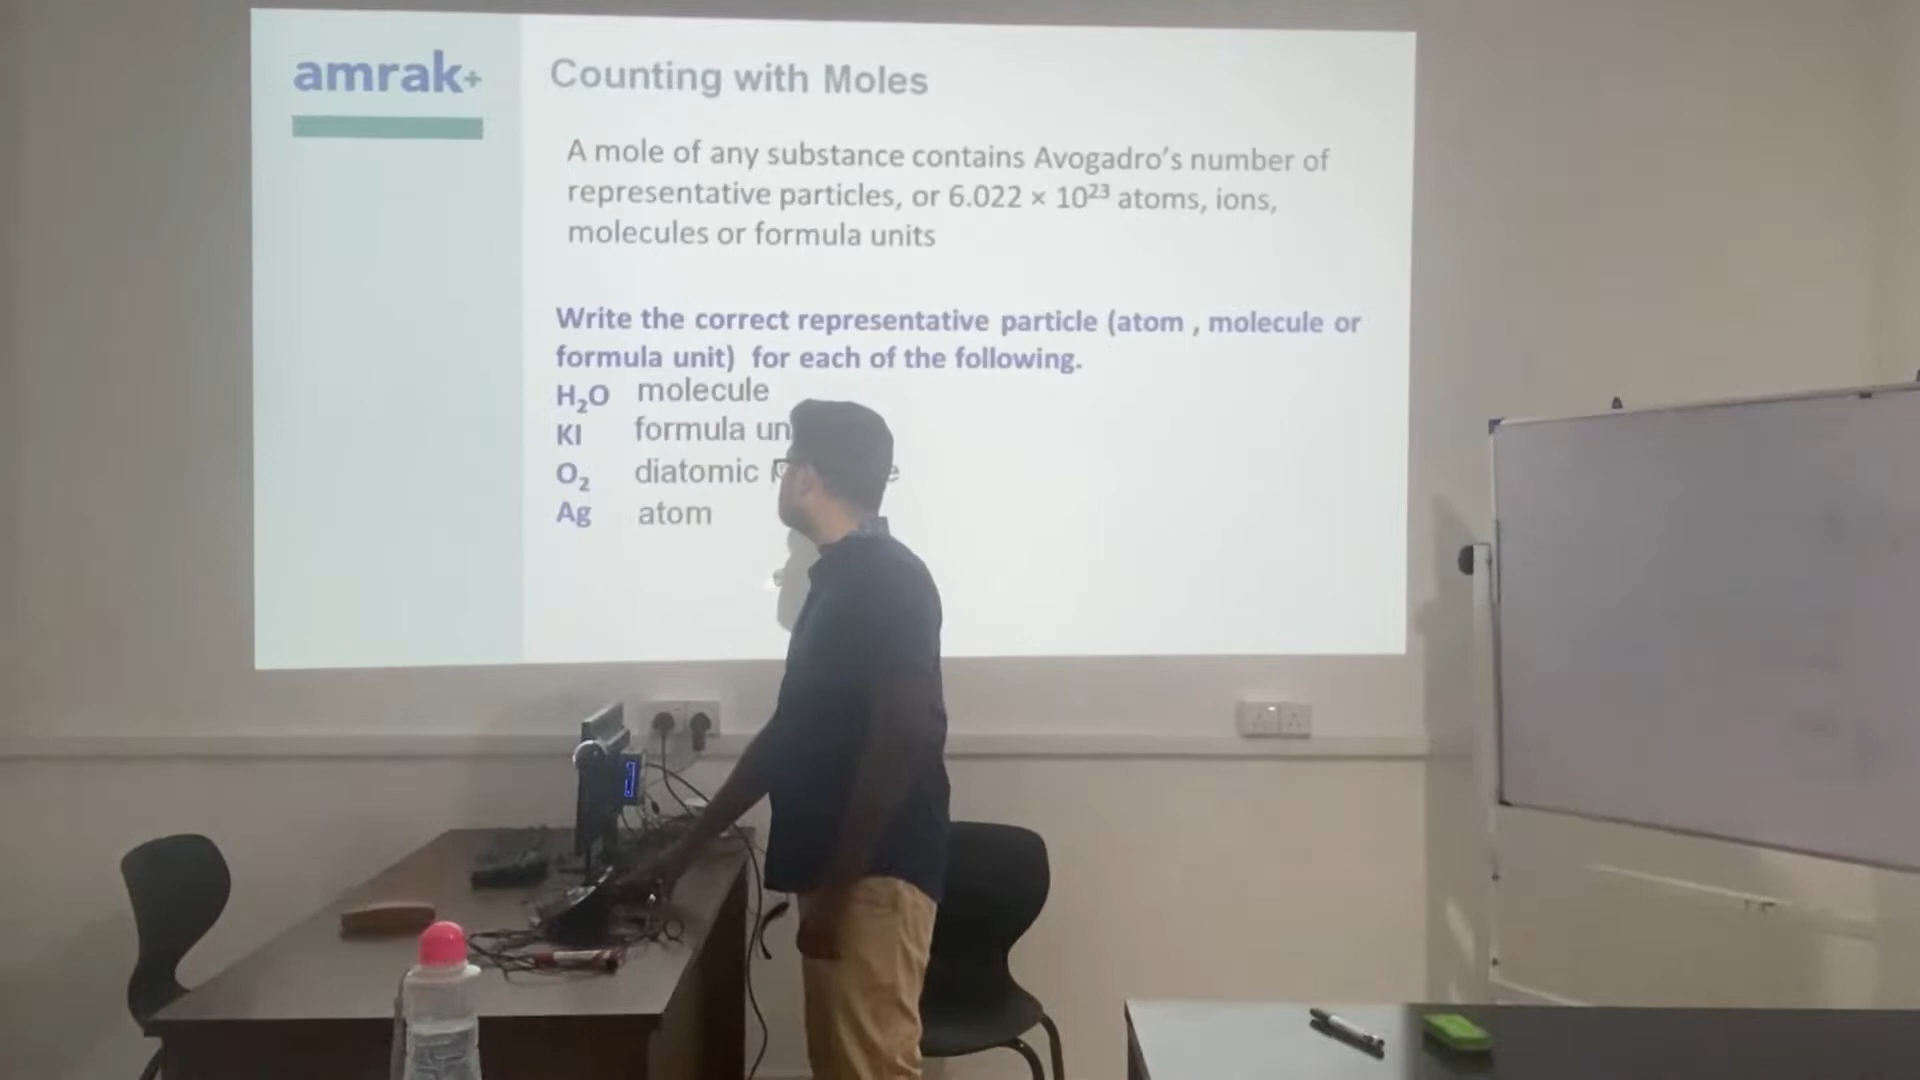 amrak+
Counting with Moles
A mole of any substance contains Avogadro's number of
representative particles, or 6.022 × 10²³ atoms, ions,
molecules or formula units
Write the correct representative particle (atom , molecule or
formula unit) for each of the following.
H₂O molecule
KI formula
O₂ diatomic
Ag atom